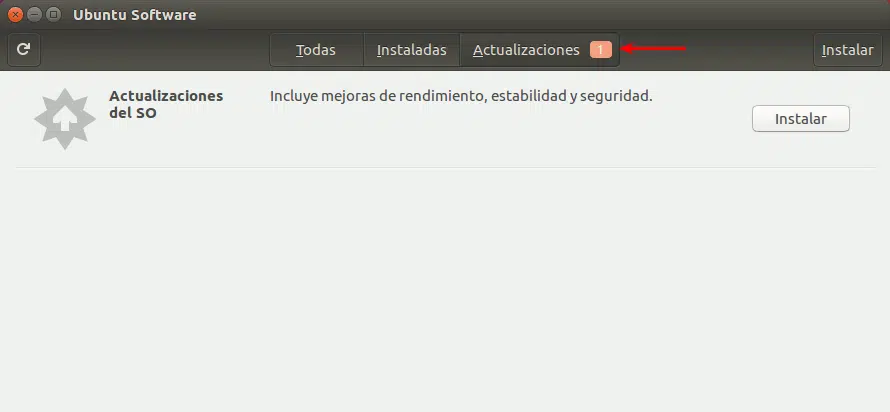 Ubuntu Software
Todas Instaladas Actualizaciones 1 Instalar
Actualizaciones Incluye mejoras de rendimiento, estabilidad y seguridad.
del SO
Instalar